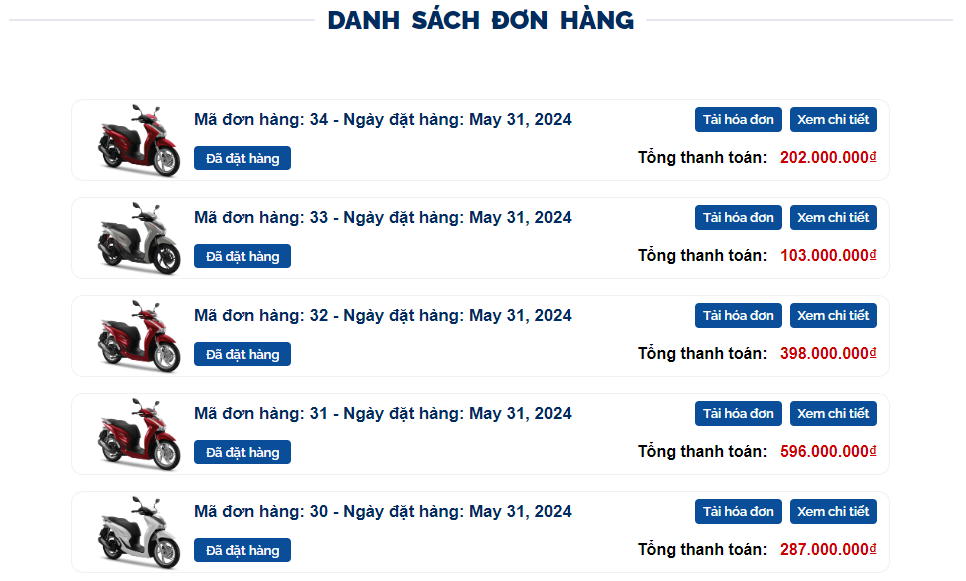 DANH SÁCH ĐƠN HÀNG
Mã đơn hàng: 34 - Ngày đặt hàng: May 31, 2024
Tải hóa đơn
Xem chi tiết
Đã đặt hàng
Tổng thanh toán: 202.000.000₫
Mã đơn hàng: 33 - Ngày đặt hàng: May 31, 2024
Tải hóa đơn
Xem chi tiết
Đã đặt hàng
Tổng thanh toán: 103.000.000₫
Mã đơn hàng: 32 - Ngày đặt hàng: May 31, 2024
Tải hóa đơn
Xem chi tiết
Đã đặt hàng
Tổng thanh toán: 398.000.000₫
Mã đơn hàng: 31 - Ngày đặt hàng: May 31, 2024
Tải hóa đơn
Xem chi tiết
Đã đặt hàng
Tổng thanh toán: 596.000.000₫
Mã đơn hàng: 30 - Ngày đặt hàng: May 31, 2024
Tải hóa đơn
Xem chi tiết
Đã đặt hàng
Tổng thanh toán: 287.000.000₫